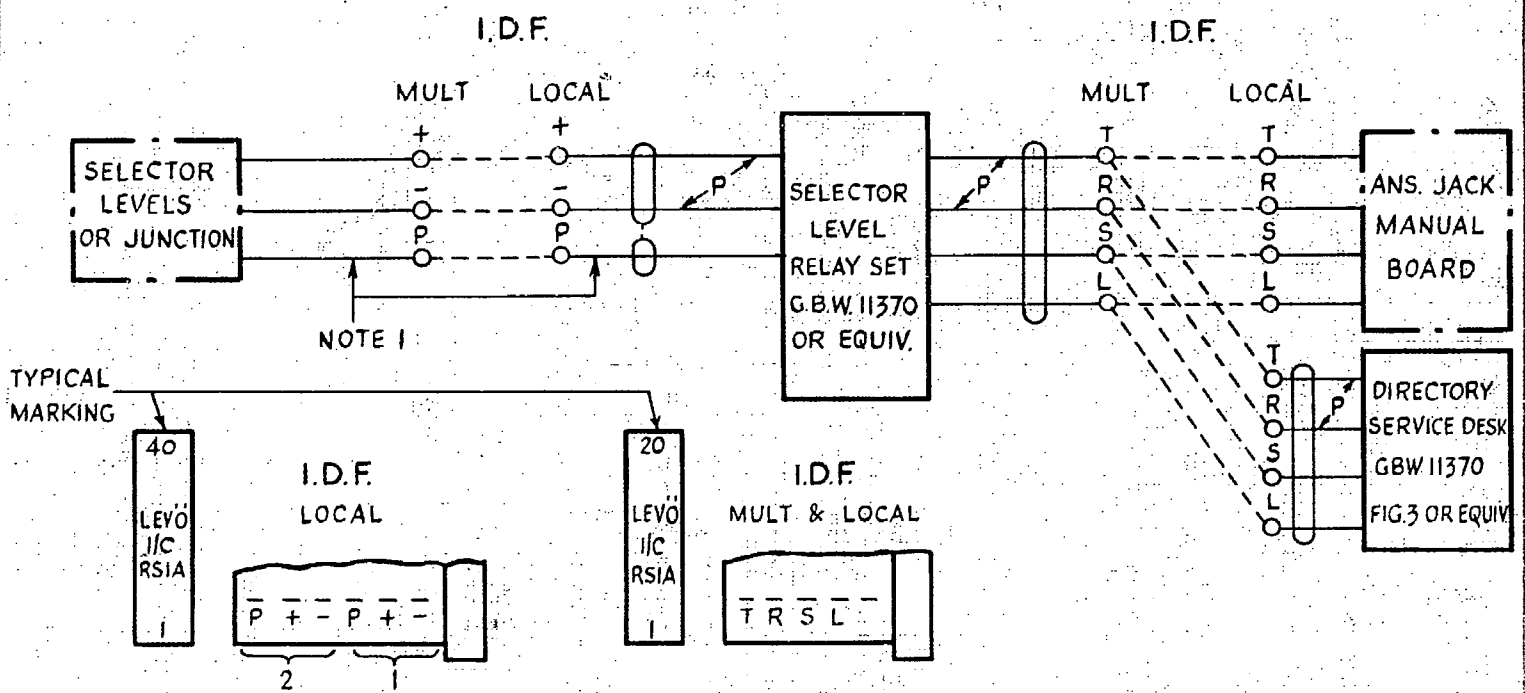 I.D.F.
I.D.F.
MULT LOCAL
MULT LOCAL
+ +
- -
P P
P
P
T T
R R
S S
L L
SELECTOR
LEVELS
OR JUNCTION
SELECTOR
LEVEL
RELAY SET
G.B.W. 11370
OR EQUIV.
ANS. JACK
MANUAL
BOARD
NOTE 1
T
R
S
L
P
DIRECTORY
SERVICE DESK
GBW 11370
FIG.3 OR EQUIV.
TYPICAL
MARKING
40
LEVÖ
I/C
RSIA
1
I.D.F.
LOCAL
P + - P + -
2 1
20
LEVÖ
I/C
RSIA
1
I.D.F.
MULT & LOCAL
T R S L -